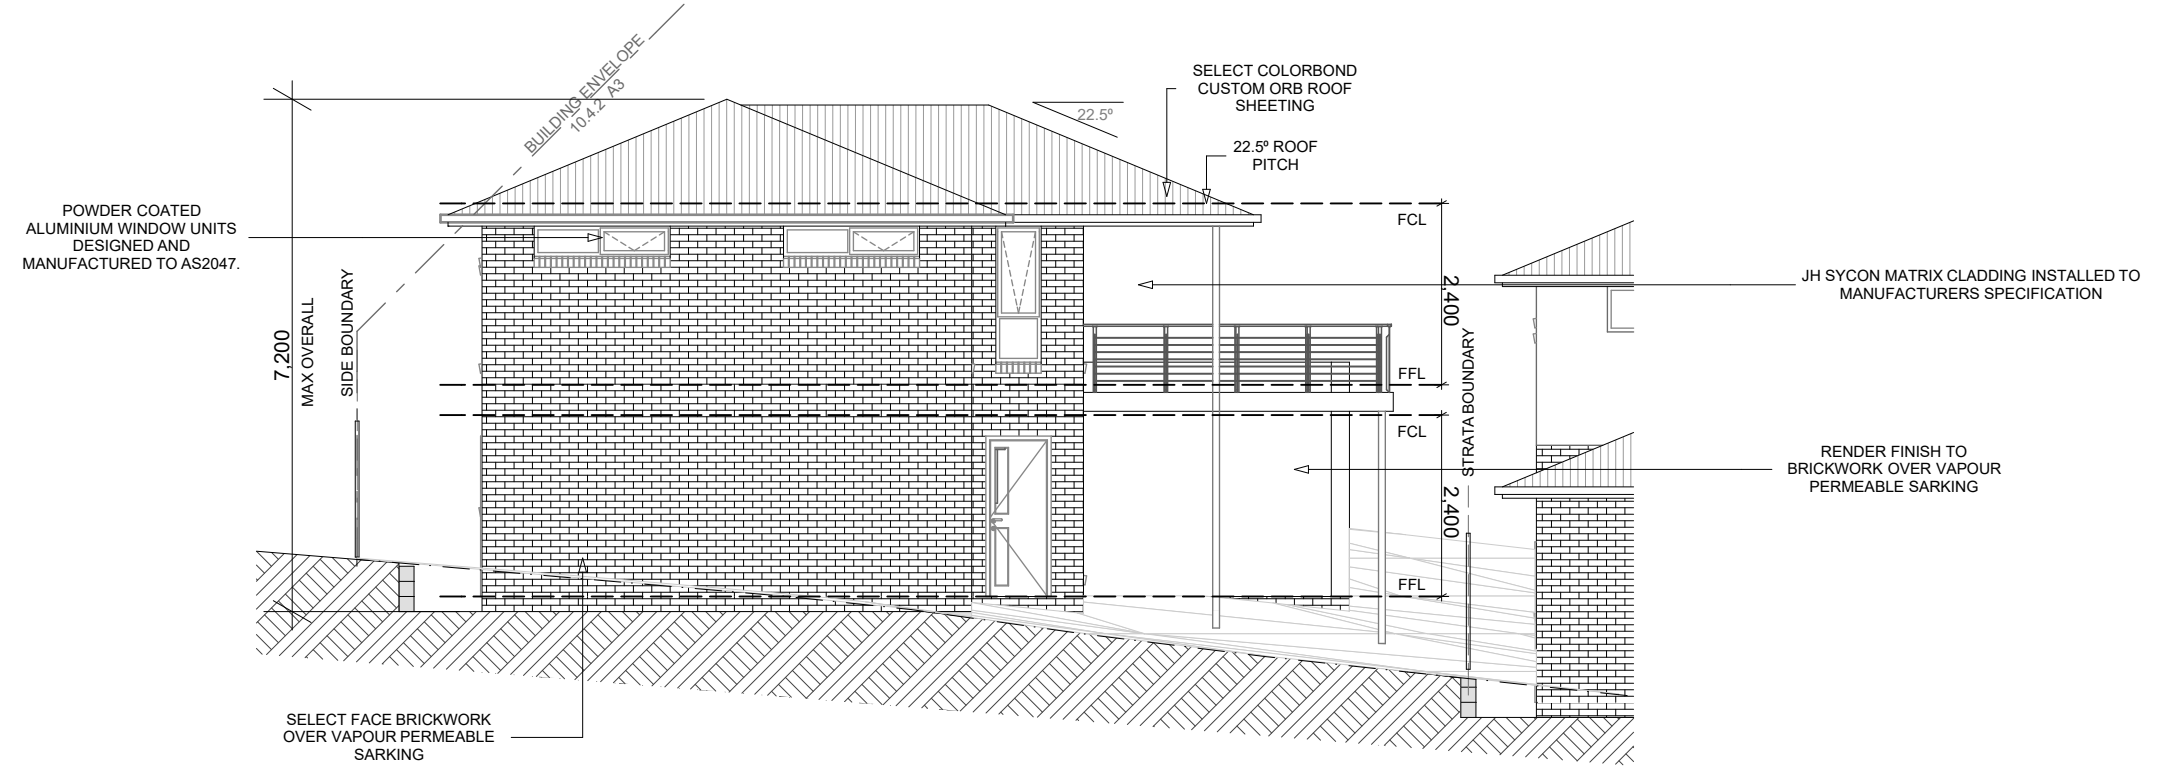 BUILDING ENVELOPE
10.4.2 A3
SELECT COLORBOND
CUSTOM ORB ROOF
SHEETING
22.5º
22.5º ROOF
PITCH
POWDER COATED
ALUMINIUM WINDOW UNITS
DESIGNED AND
MANUFACTURED TO AS2047.
FCL
JH SYCON MATRIX CLADDING INSTALLED TO
MANUFACTURERS SPECIFICATION
7,200
MAX OVERALL
SIDE BOUNDARY
2,400
FFL
FCL
STRATA BOUNDARY
RENDER FINISH TO
BRICKWORK OVER VAPOUR
PERMEABLE SARKING
2,400
FFL
SELECT FACE BRICKWORK
OVER VAPOUR PERMEABLE
SARKING